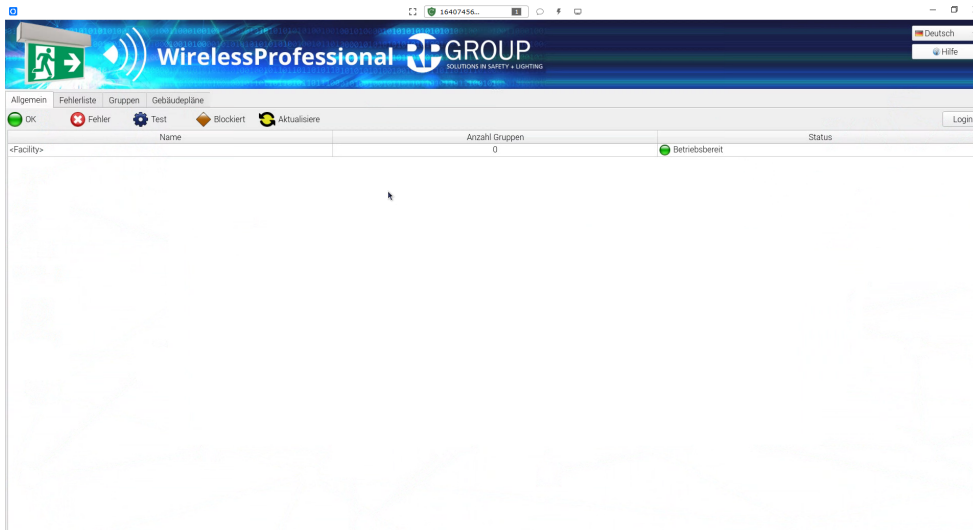 16407456...
WirelessProfessional
RP GROUP
SOLUTIONS IN SAFETY + LIGHTING
Deutsch
Hilfe
Allgemein Fehlerliste Gruppen Gebäudepläne
OK Fehler Test Blockiert Aktualisiere Login
Name Anzahl Gruppen Status
<Facility> 0 Betriebsbereit